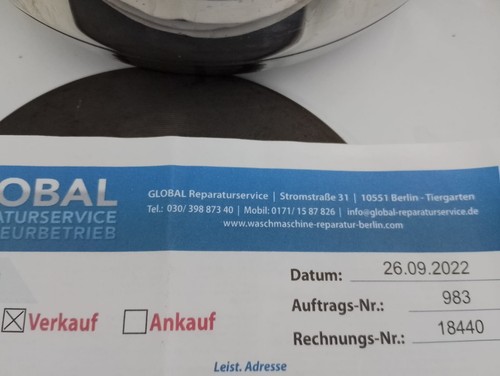 OBAL
ATURSERVICE
EURBETRIEB
GLOBAL Reparaturservice | Stromstraße 31 | 10551 Berlin - Tiergarten
Tel.: 030/ 398 873 40 | Mobil: 0171/ 15 87 826 | info@global-reparaturservice.de
www.waschmaschine-reparatur-berlin.com
Datum: 26.09.2022
Auftrags-Nr.: 983
Verkauf Ankauf
Rechnungs-Nr.: 18440
Leist. Adresse